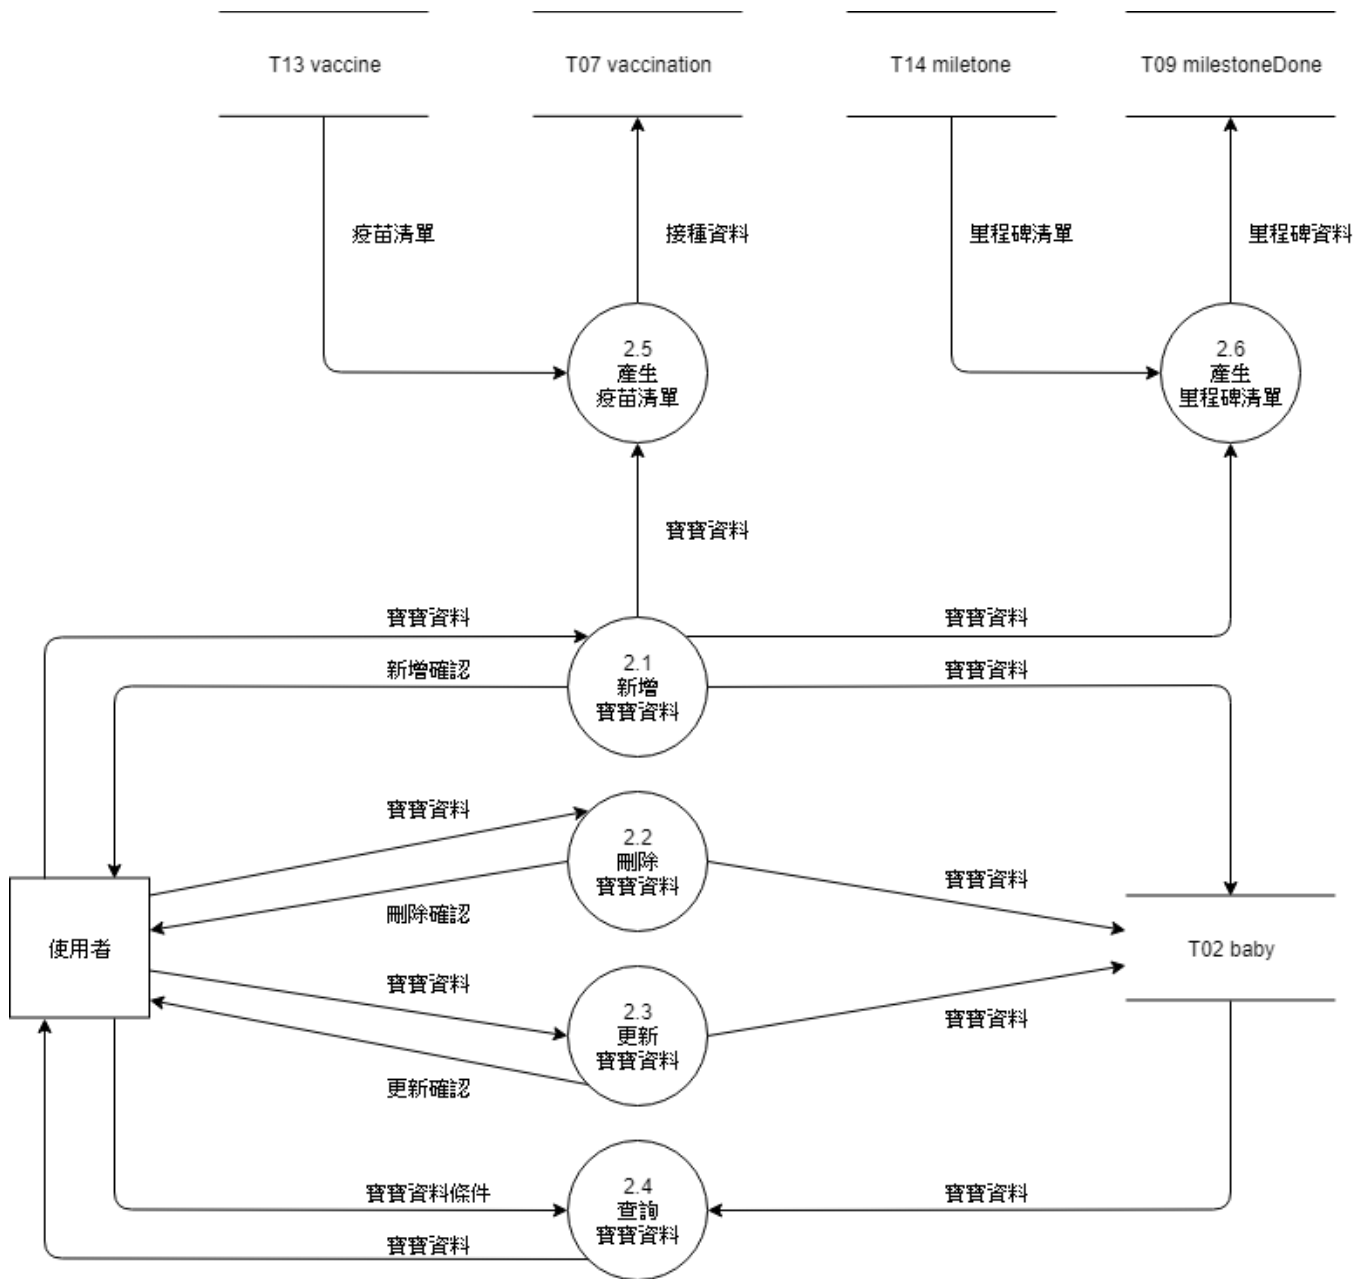 T13 vaccine
T07 vaccination
T14 miletone
T09 milestoneDone
疫苗清單
接種資料
里程碑清單
里程碑資料
2.5
產生
疫苗清單
2.6
產生
里程碑清單
寶寶資料
寶寶資料
寶寶資料
新增確認
2.1
新增
寶寶資料
寶寶資料
寶寶資料
2.2
刪除
寶寶資料
寶寶資料
刪除確認
使用者
T02 baby
寶寶資料
2.3
更新
寶寶資料
寶寶資料
更新確認
寶寶資料條件
2.4
查詢
寶寶資料
寶寶資料
寶寶資料